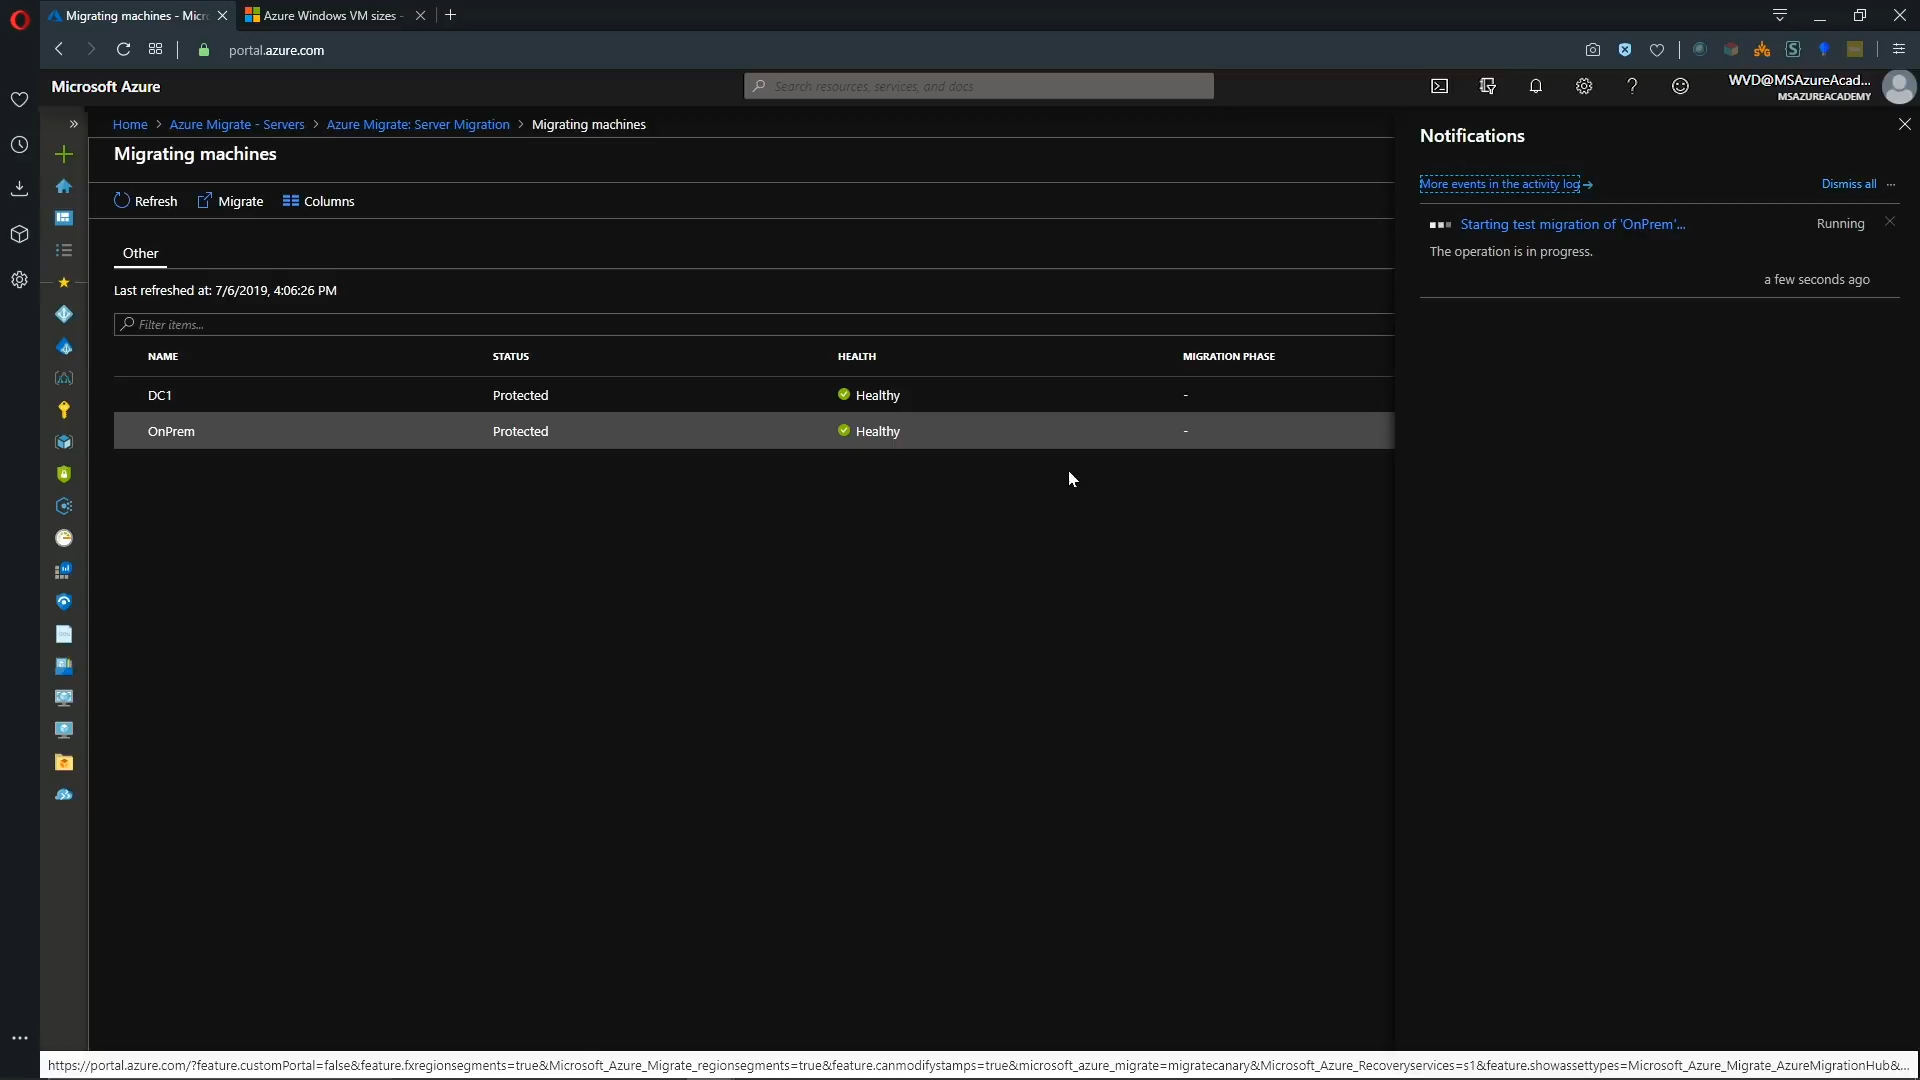 Migrating machines - Micr
Azure Windows VM sizes -
portal.azure.com
Microsoft Azure
Search resources, services, and docs
WVD@MSAzureAcad...
MSAZUREACADEMY
Home > Azure Migrate - Servers > Azure Migrate: Server Migration > Migrating machines
Migrating machines
Refresh Migrate Columns
Other
Last refreshed at: 7/6/2019, 4:06:26 PM
Filter items...
NAME STATUS HEALTH MIGRATION PHASE
DC1 Protected Healthy -
OnPrem Protected Healthy -
Notifications
More events in the activity log → Dismiss all ...
Starting test migration of 'OnPrem'... Running
The operation is in progress.
a few seconds ago
https://portal.azure.com/?feature.customPortal=false&feature.fxregionsegments=true&Microsoft_Azure_Migrate_regionsegments=true&feature.canmodifystamps=true&microsoft_azure_migrate=migratecanary&Microsoft_Azure_Recoveryservices=s1&feature.showassettypes=Microsoft_Azure_Migrate_AzureMigrationHub&...